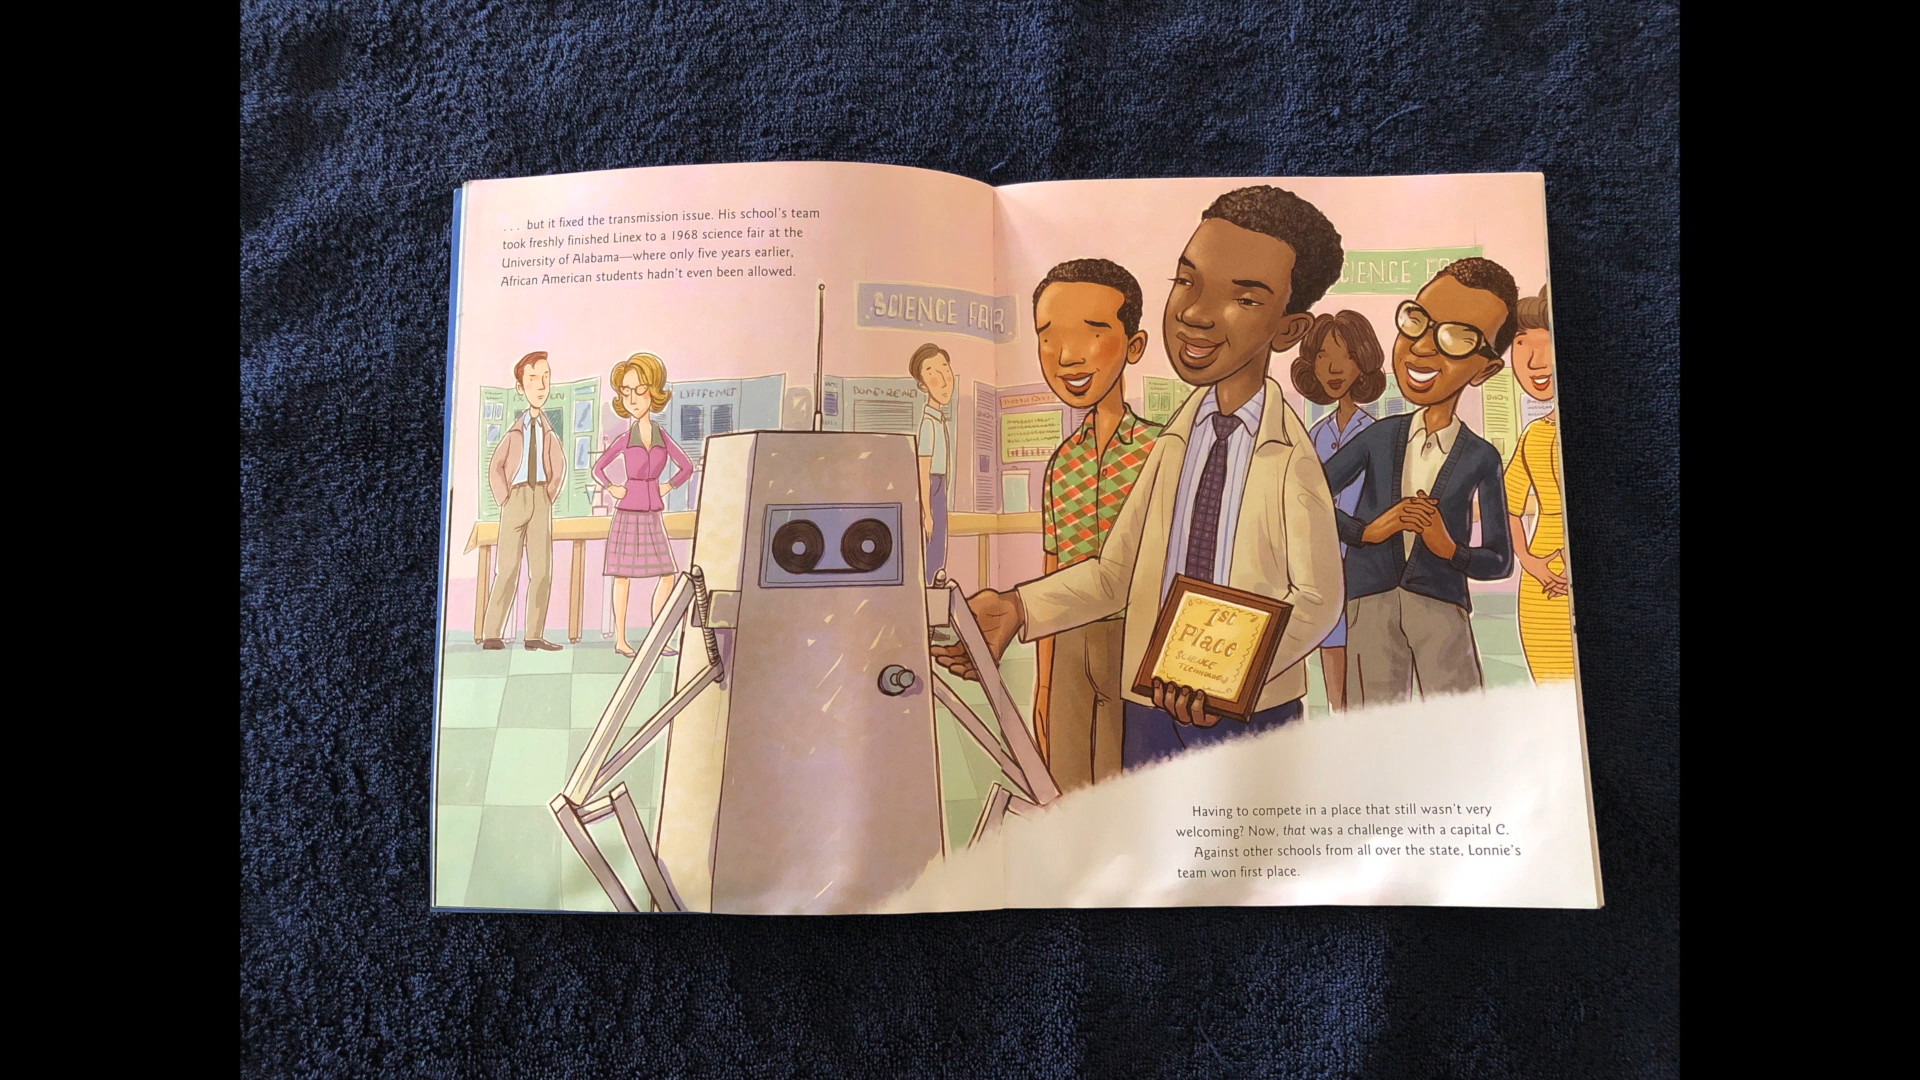 . . . but it fixed the transmission issue. His school's team
took freshly finished Linex to a 1968 science fair at the
University of Alabama—where only five years earlier,
African American students hadn't even been allowed.
SCIENCE FAIR
SCIENCE
1st
Place
SCIENCE
TECHNOLOGY
Having to compete in a place that still wasn't very
welcoming? Now, that was a challenge with a capital C.
Against other schools from all over the state, Lonnie's
team won first place.